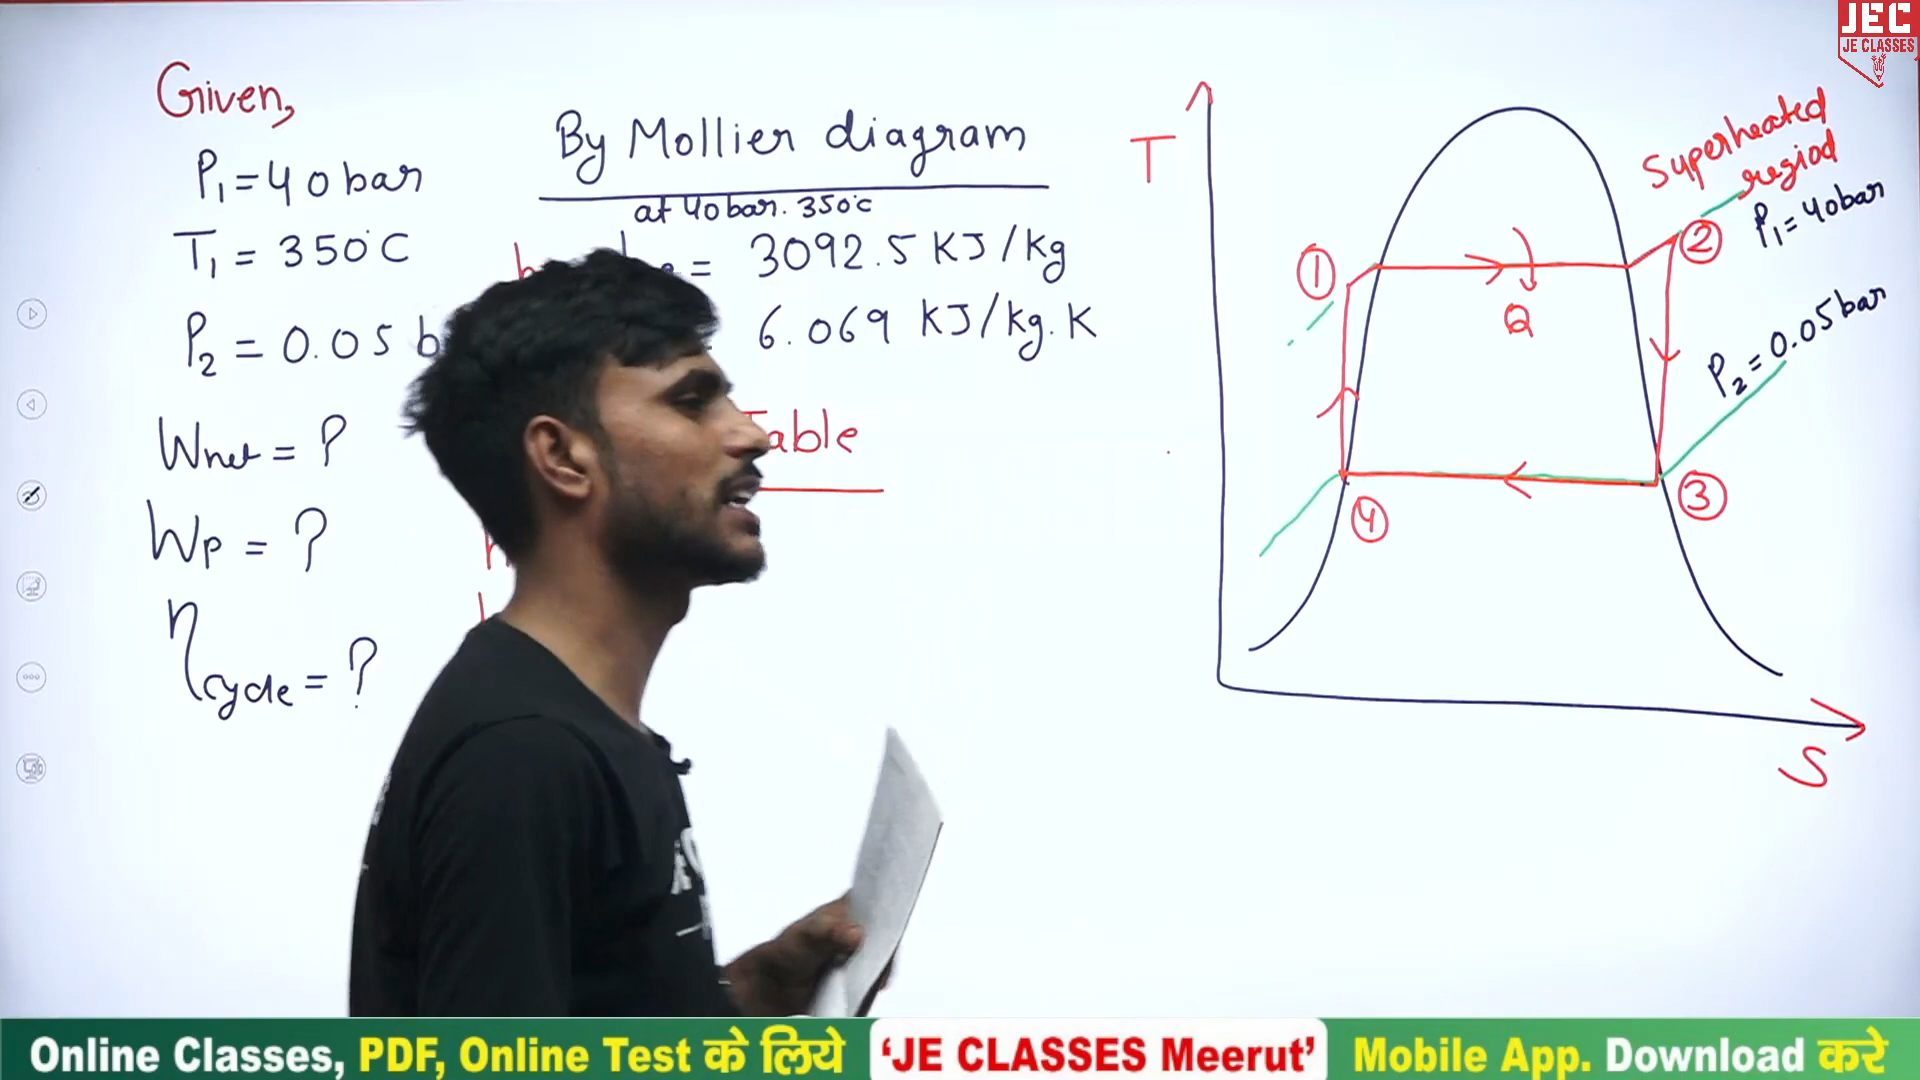 JEC
JE CLASSES
Given,
P₁ = 40 bar
T₁ = 350°C
P₂ = 0.05 b
Wnet = ?
Wp = ?
ηcycle = ?
By Mollier diagram
at 40 bar. 350°c
= 3092.5 KJ/kg
6.069 KJ/kg.K
Table
T
Superheated
regiod
P₁ = 40bar
①
②
Q
P₂ = 0.05bar
④
③
S
Online Classes, PDF, Online Test के लिये ‘JE CLASSES Meerut’ Mobile App. Download करे